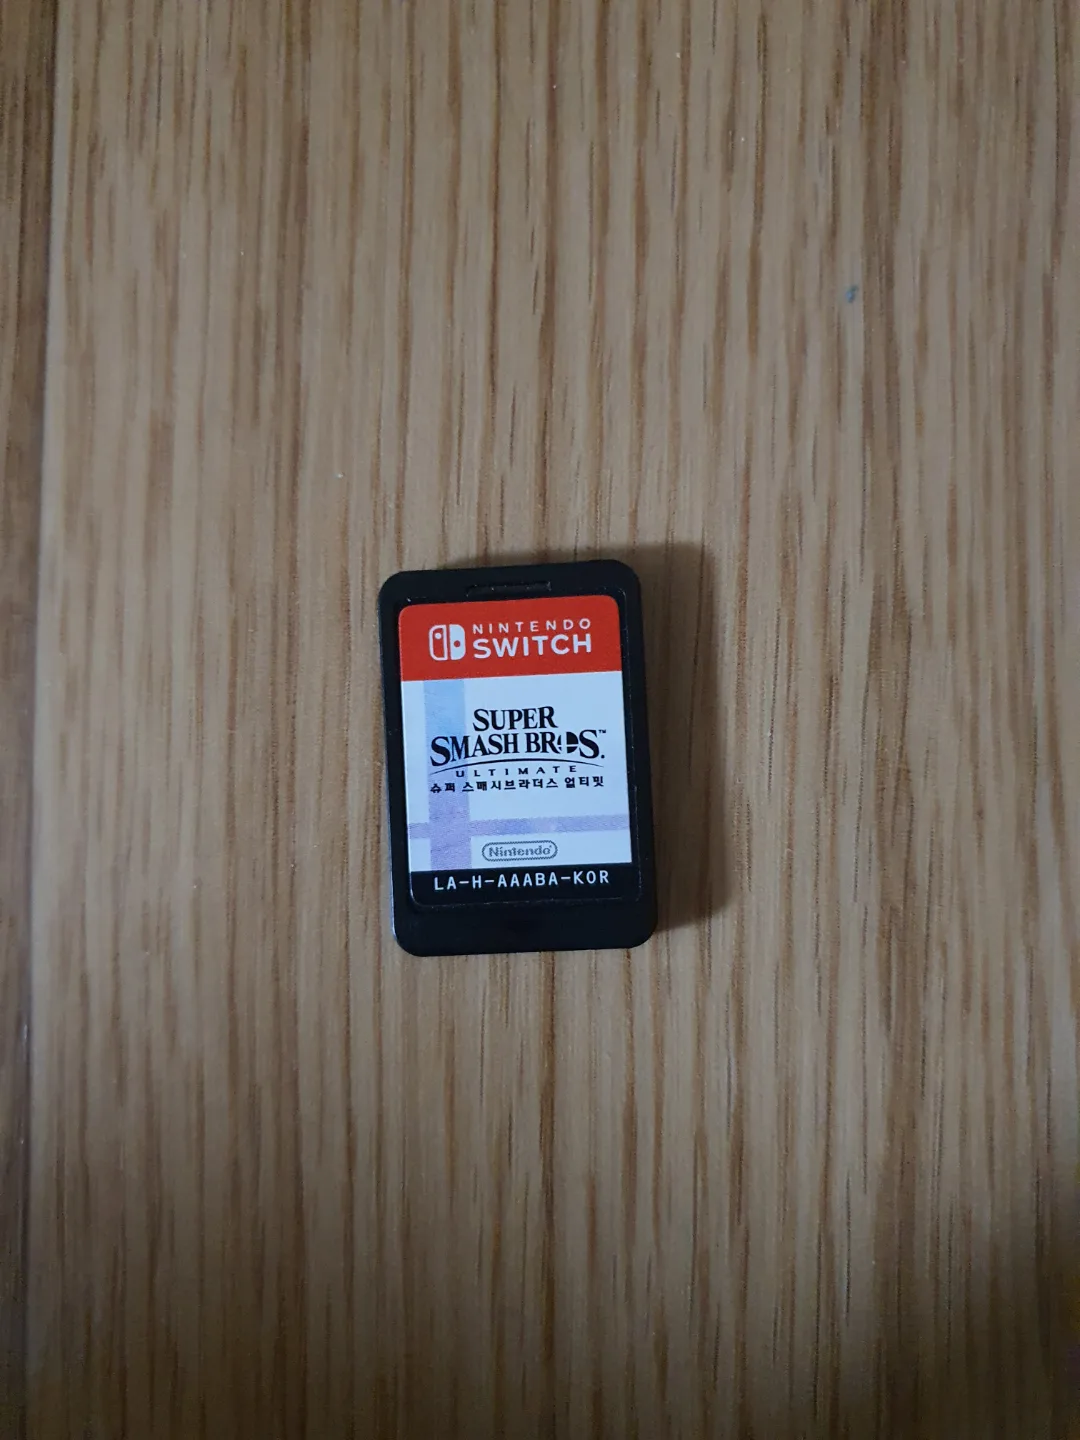 NINTENDO
SWITCH
SUPER
SMASH BROS.™
ULTIMATE
슈퍼 스매시브라더스 얼티밋
Nintendo
LA-H-AAABA-KOR